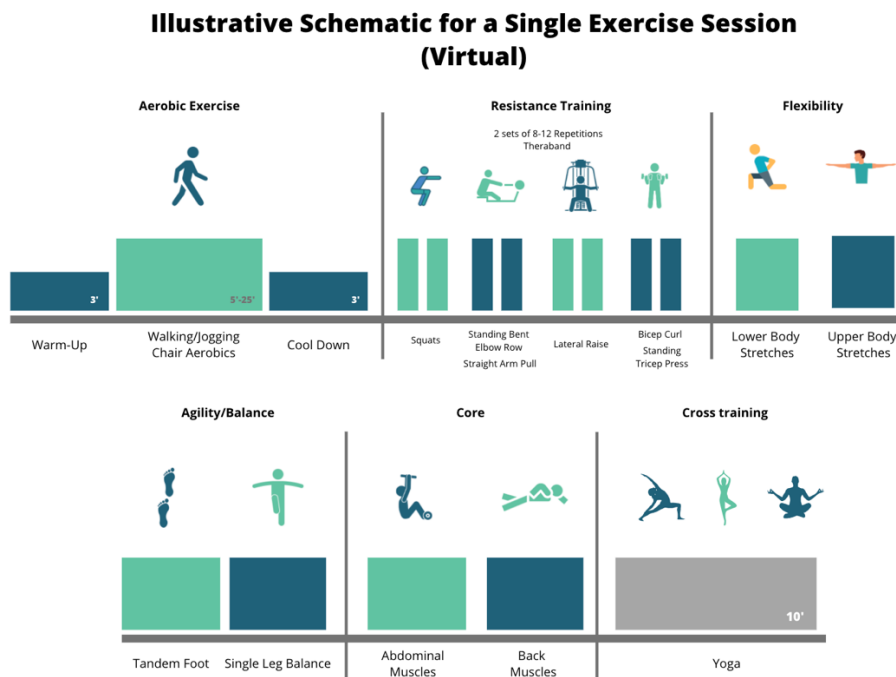 Illustrative Schematic for a Single Exercise Session
(Virtual)
Aerobic Exercise
Resistance Training
Flexibility
2 sets of 8-12 Repetitions
Theraband
3'
5'-25'
3'
Warm-Up
Walking/Jogging
Chair Aerobics
Cool Down
Squats
Standing Bent
Elbow Row
Straight Arm Pull
Lateral Raise
Bicep Curl
Standing
Tricep Press
Lower Body
Stretches
Upper Body
Stretches
Agility/Balance
Core
Cross training
10'
Tandem Foot
Single Leg Balance
Abdominal
Muscles
Back
Muscles
Yoga